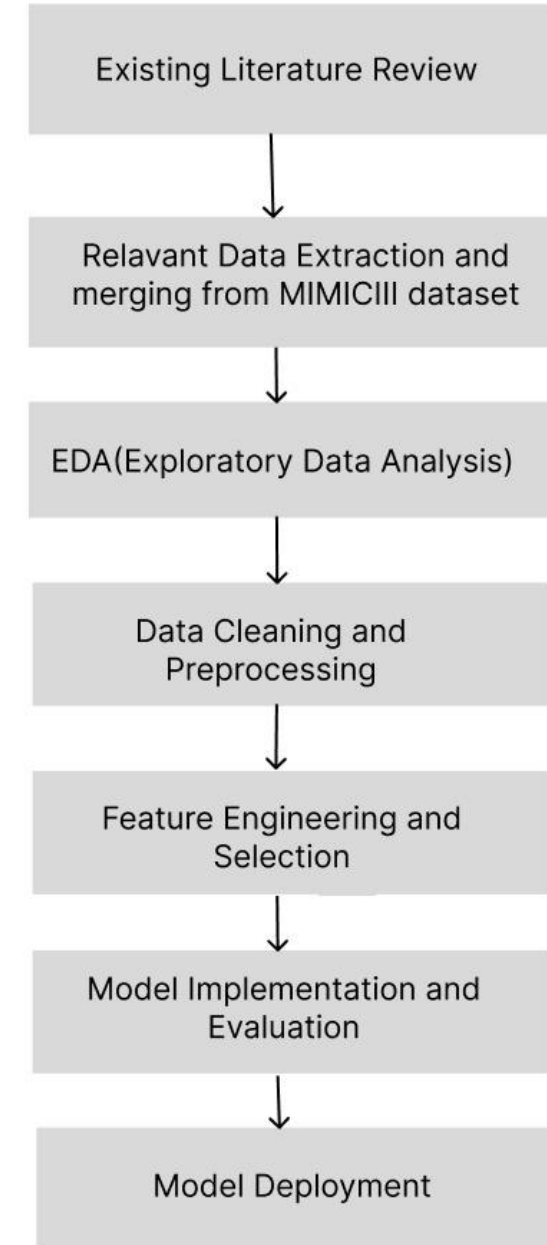 Existing Literature Review
Relavant Data Extraction and
merging from MIMICIII dataset
EDA(Exploratory Data Analysis)
Data Cleaning and
Preprocessing
Feature Engineering and
Selection
Model Implementation and
Evaluation
Model Deployment